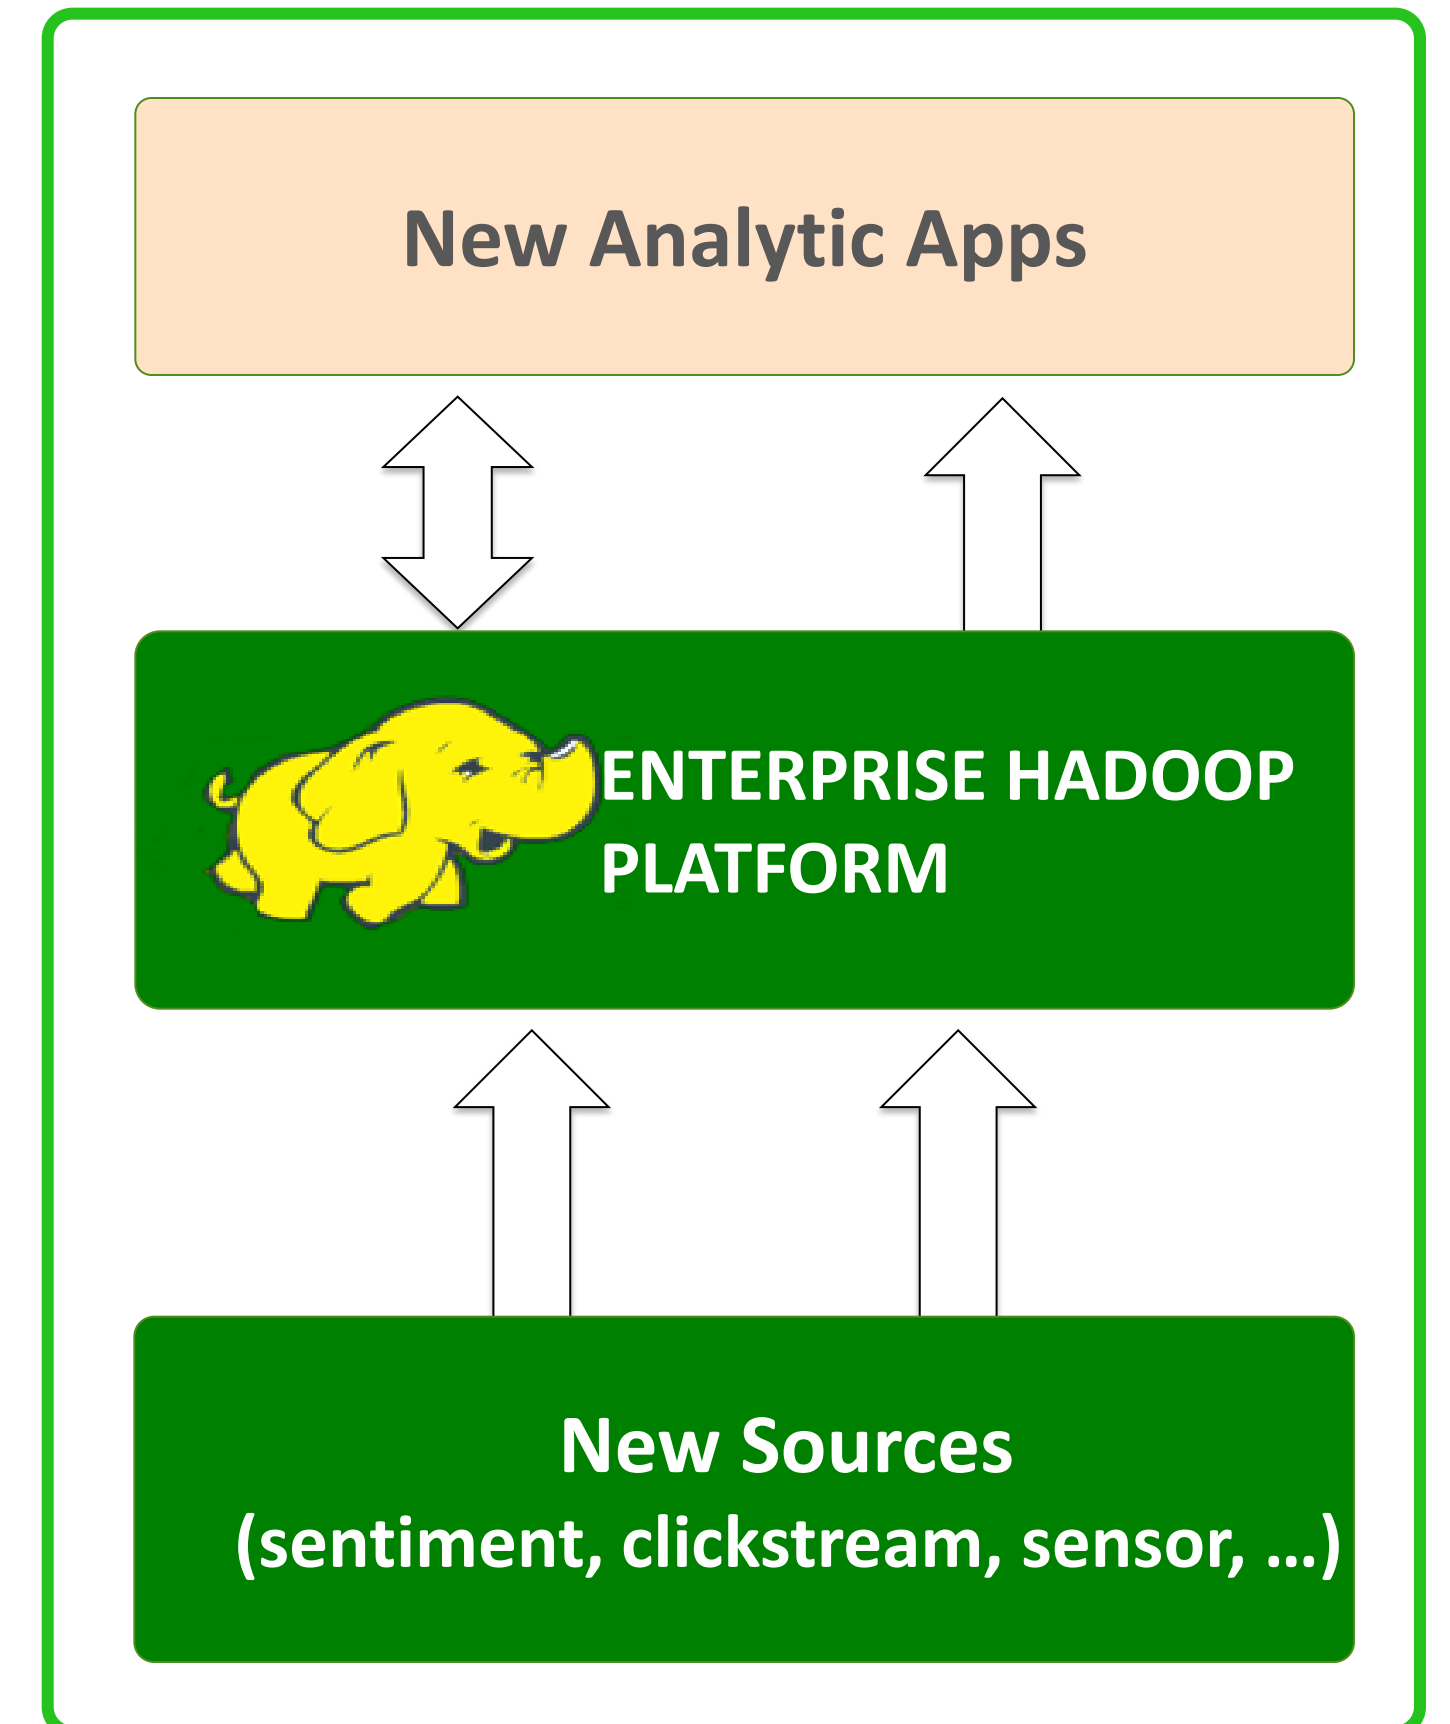 New Analytic Apps
ENTERPRISE HADOOP
PLATFORM
New Sources
(sentiment, clickstream, sensor, …)